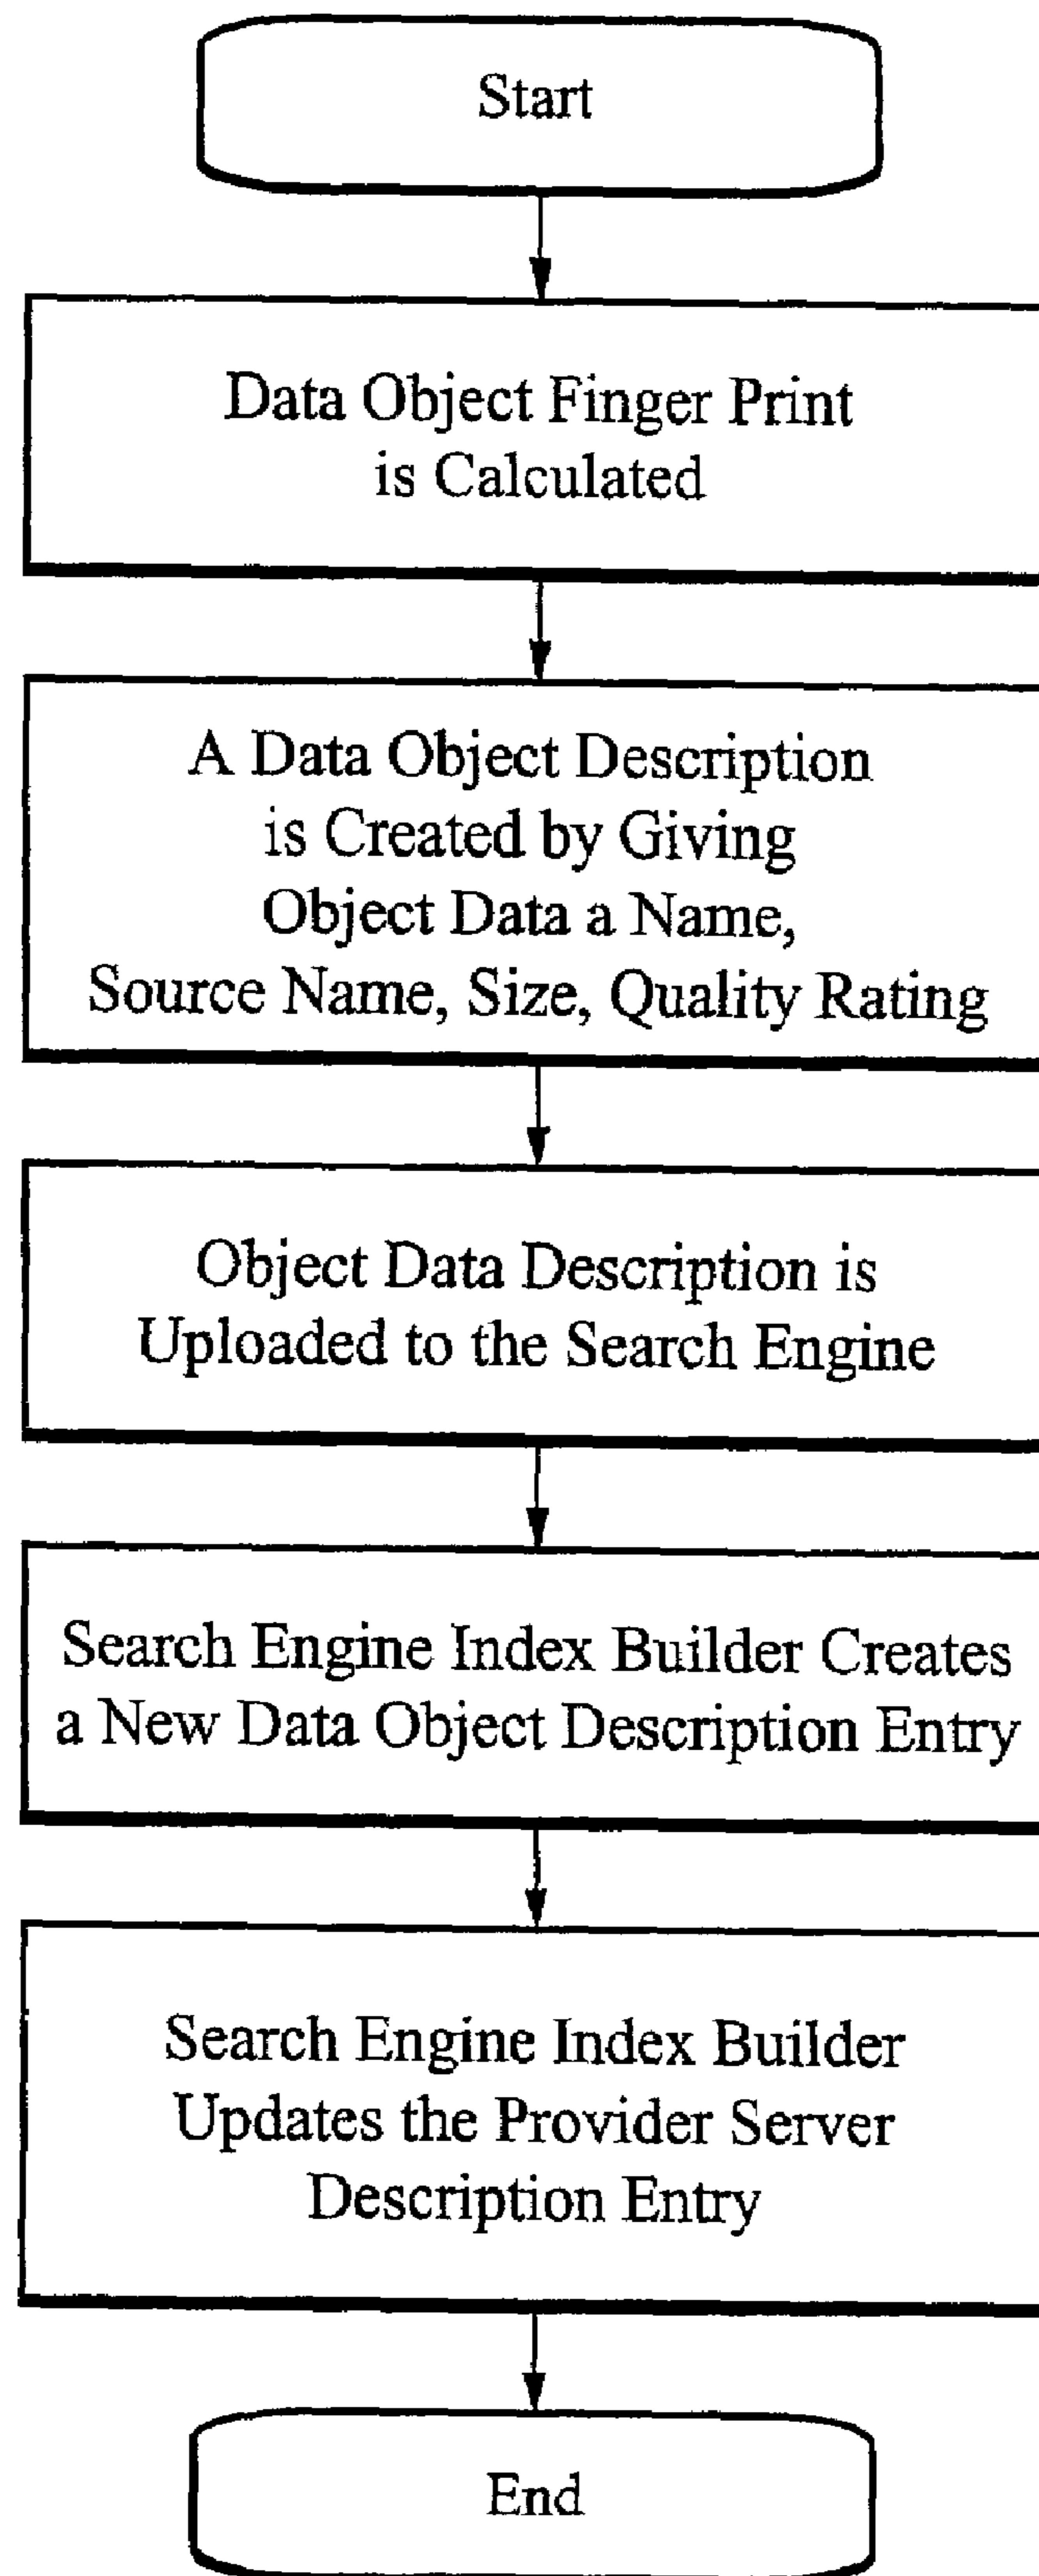 Start
Data Object Finger Print
is Calculated
A Data Object Description
is Created by Giving
Object Data a Name,
Source Name, Size, Quality Rating
Object Data Description is
Uploaded to the Search Engine
Search Engine Index Builder Creates
a New Data Object Description Entry
Search Engine Index Builder
Updates the Provider Server
Description Entry
End